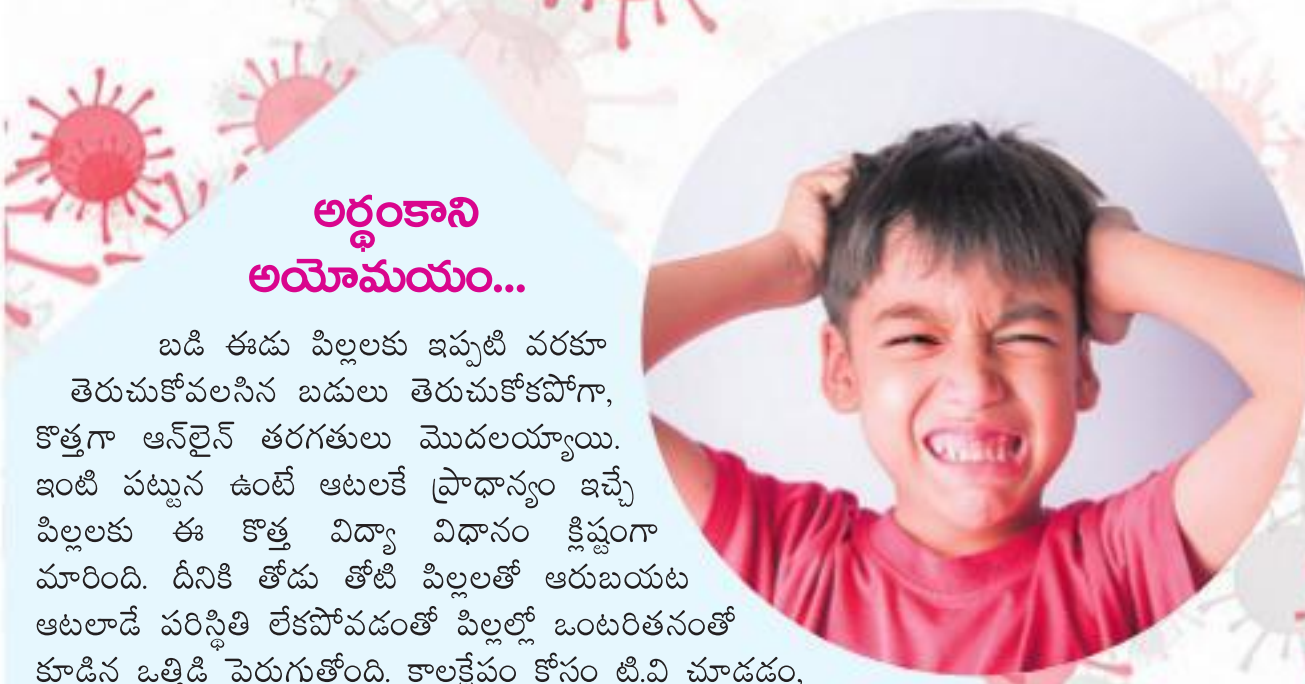 అర్థంకాని
అయోమయం...
బడి ఈడు పిల్లలకు ఇప్పటి వరకూ
తెరుచుకోవలసిన బడులు తెరుచుకోకపోగా,
కొత్తగా ఆన్‌లైన్ తరగతులు మొదలయ్యాయి.
ఇంటి పట్టున ఉంటే ఆటలకే ప్రాధాన్యం ఇచ్చే
పిల్లలకు ఈ కొత్త విద్యా విధానం క్లిష్టంగా
మారింది. దీనికి తోడు తోటి పిల్లలతో ఆరుబయట
ఆటలాడే పరిస్థితి లేకపోవడంతో పిల్లల్లో ఒంటరితనంతో
కూడిన ఒత్తిడి పెరుగుతోంది. కాలక్షేపం కోసం టి.వి చూడడం,